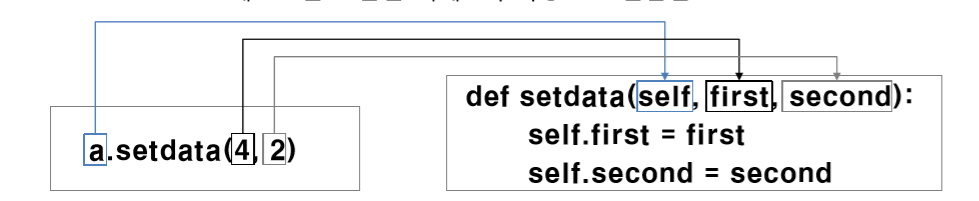 def setdata(self, first, second):
a.setdata(4, 2)
self.first = first
self.second = second